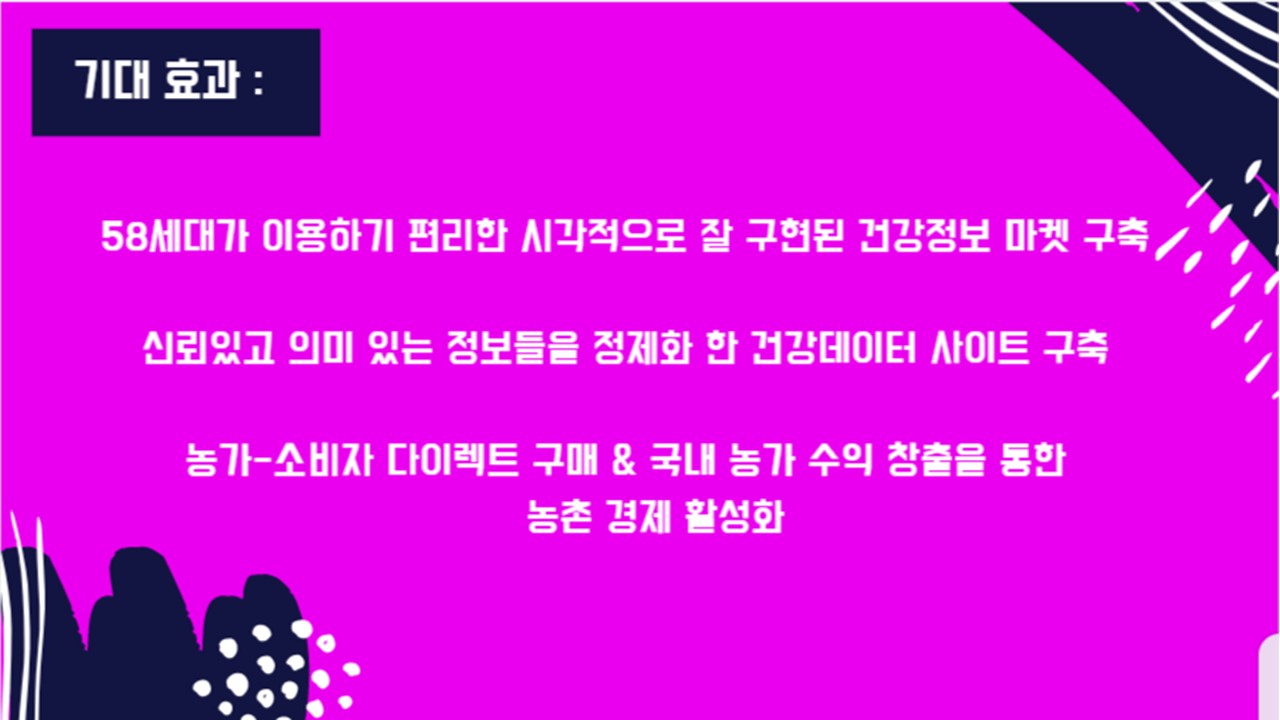 기대 효과 :
58세대가 이용하기 편리한 시각적으로 잘 구현된 건강정보 마켓 구축
신뢰있고 의미 있는 정보들을 정제화 한 건강데이터 사이트 구축
농가-소비자 다이렉트 구매 & 국내 농가 수익 창출을 통한
농촌 경제 활성화